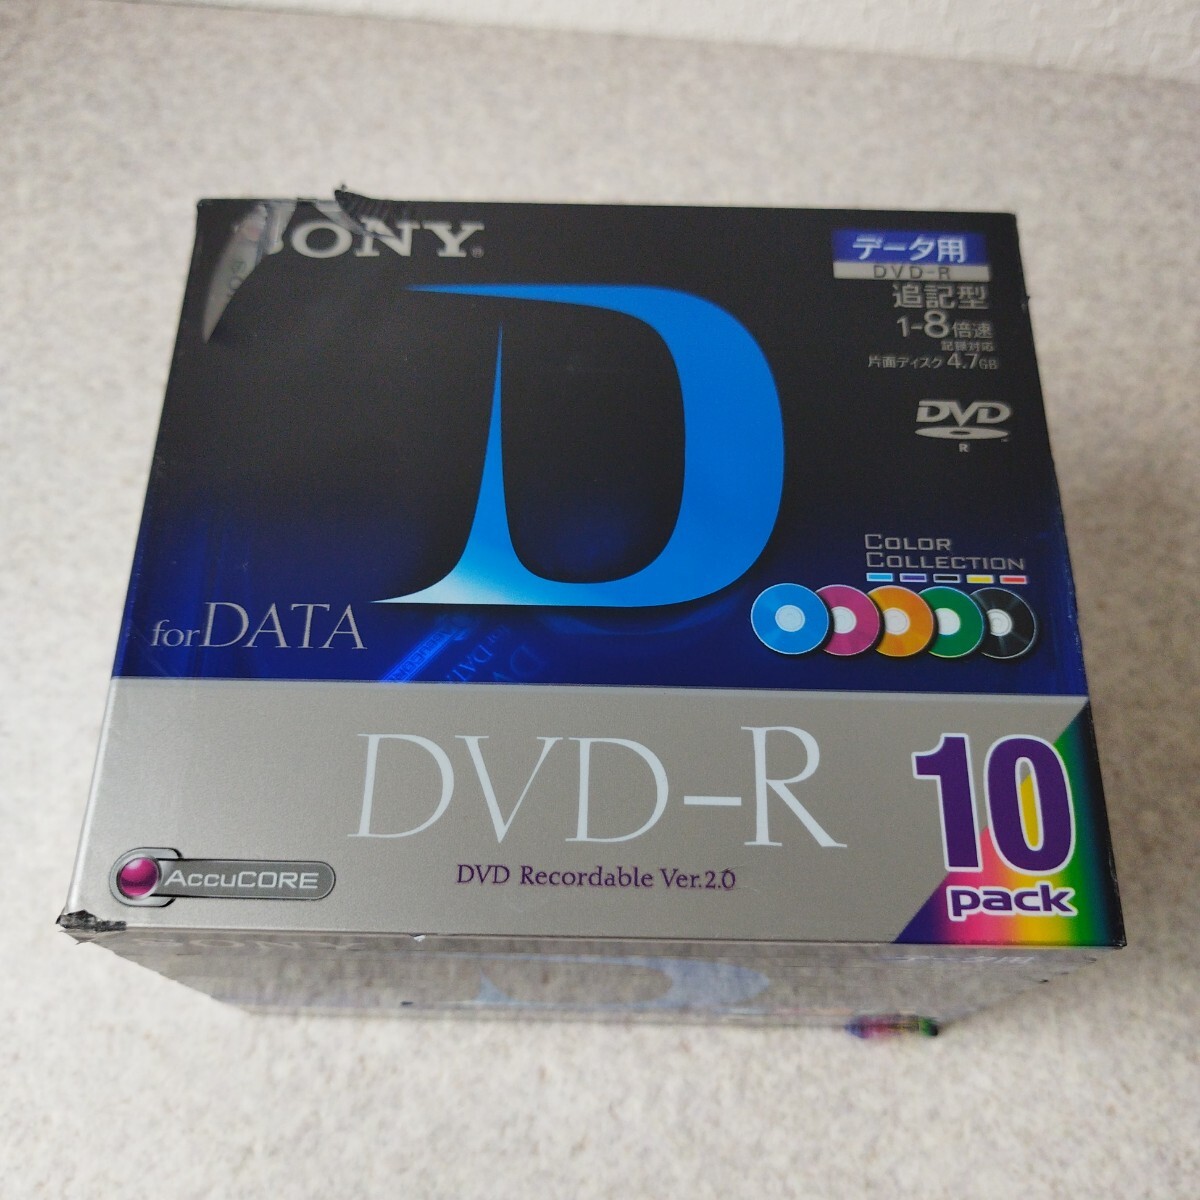 SONY
データ用
DVD-R
追記型
1-8倍速
記録対応
片面ディスク 4.7GB
DVD
R
COLOR
COLLECTION
for DATA
DVD-R
10
pack
AccuCORE
DVD Recordable Ver.2.0